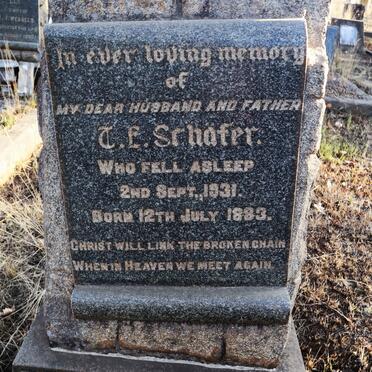 In ever loving memory
of
MY DEAR HUSBAND AND FATHER
T.E. Schäfer.
WHO FELL ASLEEP
2ND SEPT., 1931.
BORN 12TH JULY 1883.
CHRIST WILL LINK THE BROKEN CHAIN
WHEN IN HEAVEN WE MEET AGAIN.